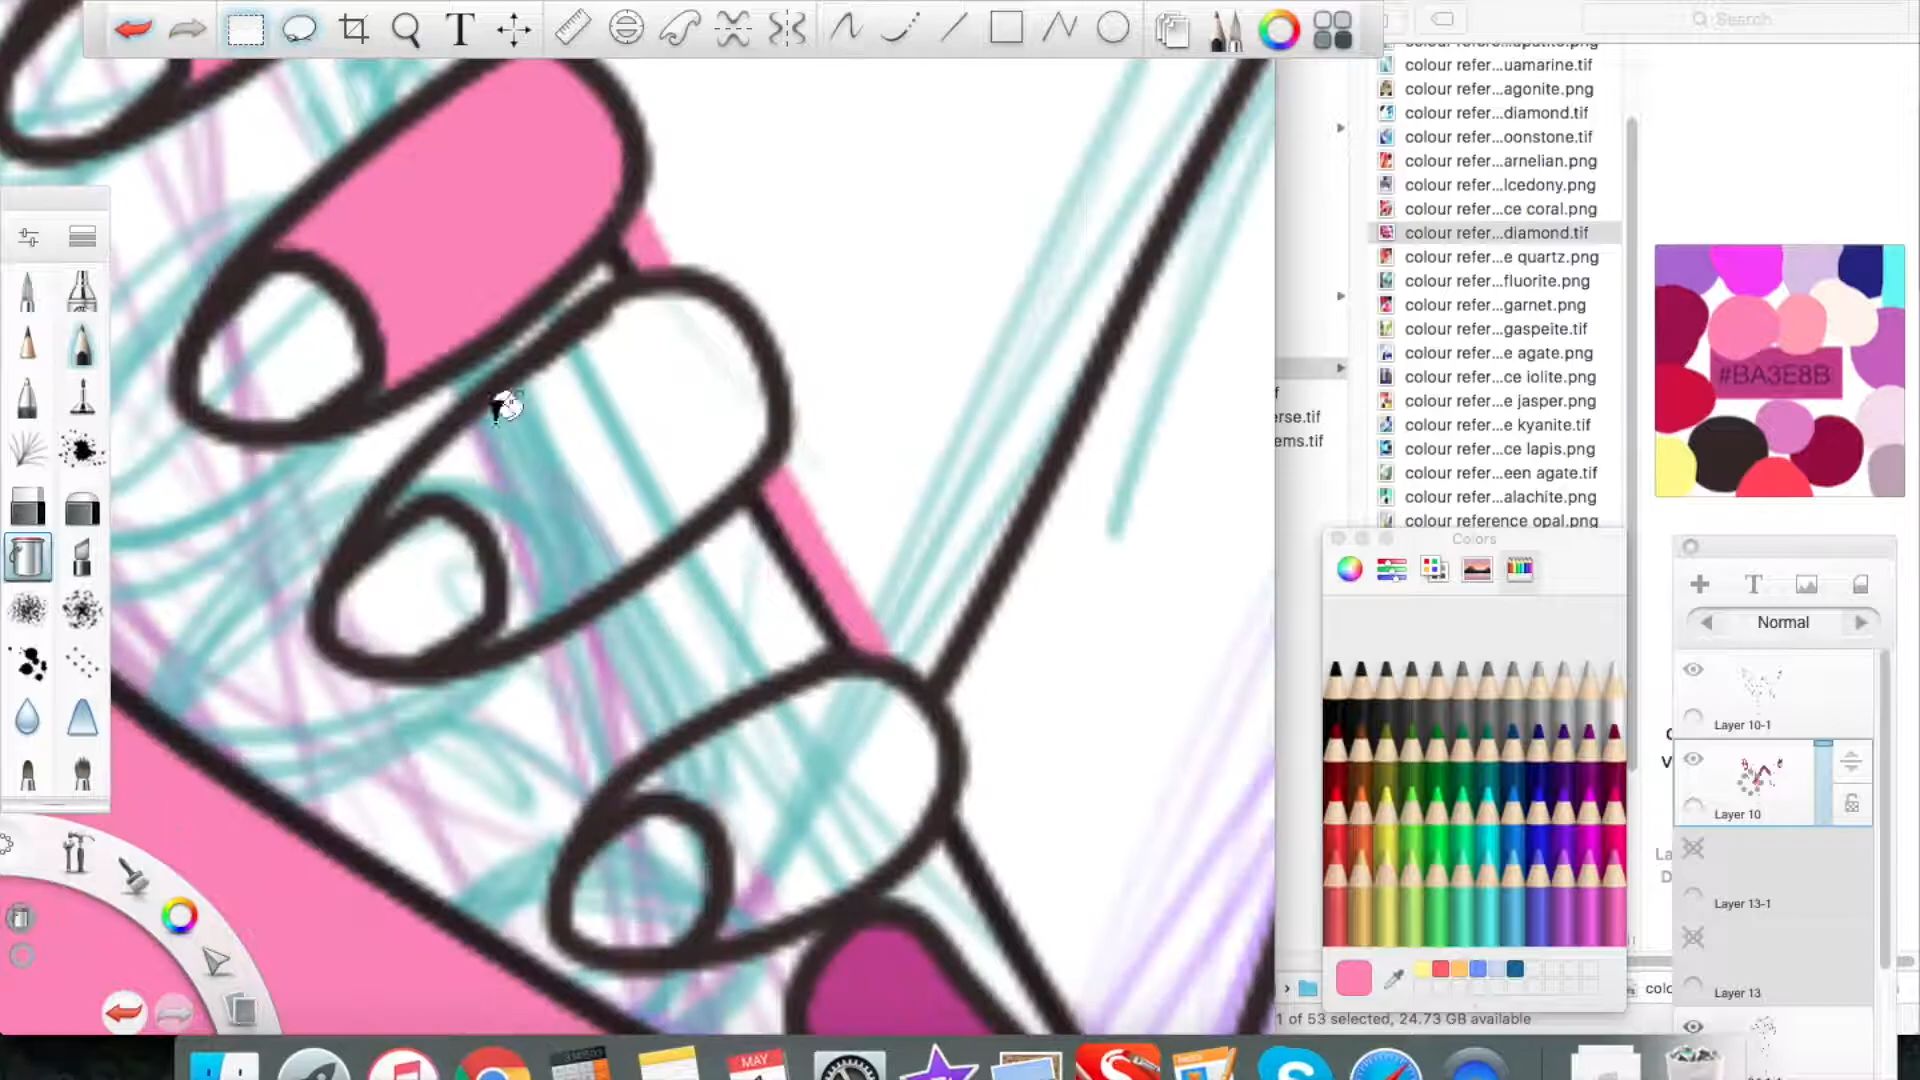 T
Search
colour refer...uamarine.tif
colour refer...agonite.png
colour refer...diamond.tif
colour refer...oonstone.tif
colour refer...arnelian.png
colour refer...lcedony.png
colour refer...ce coral.png
colour refer...diamond.tif
colour refer...e quartz.png
colour refer...fluorite.png
colour refer...garnet.png
colour refer...gaspeite.tif
colour refer...e agate.png
colour refer...ce iolite.png
colour refer...e jasper.png
colour refer...e kyanite.tif
colour refer...ce lapis.png
colour refer...een agate.tif
colour refer...alachite.png
colour reference opal.png
erse.tif
ems.tif
#BA3E8B
Colors
T
Normal
Layer 10-1
Layer 10
Layer 13-1
Layer 13
1 of 53 selected, 24.73 GB available
MAY